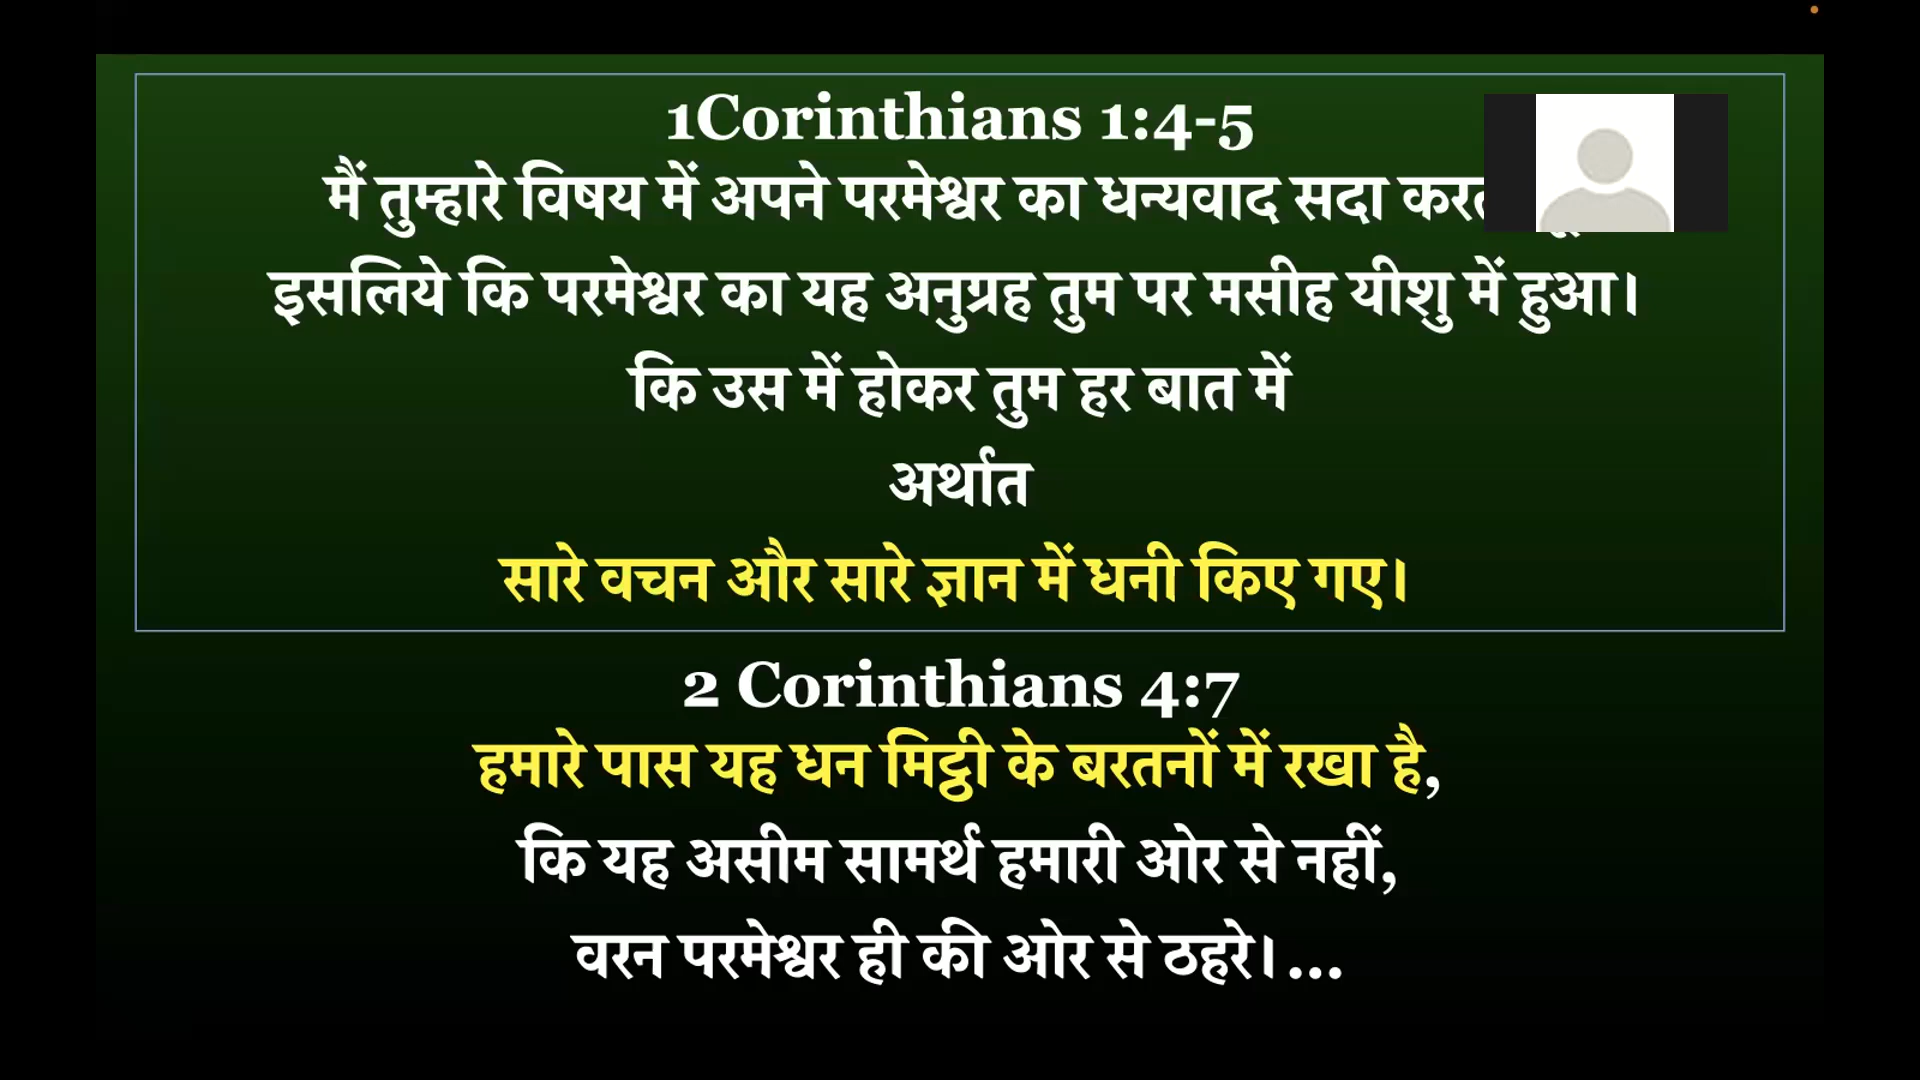 1Corinthians 1:4-5
मैं तुम्हारे विषय में अपने परमेश्वर का धन्यवाद सदा
इसलिये कि परमेश्वर का यह अनुग्रह तुम पर मसीह यीशु में हुआ।
कि उस में होकर तुम हर बात में
अर्थात
सारे वचन और सारे ज्ञान में धनी किए गए।
2 Corinthians 4:7
हमारे पास यह धन मिट्ठी के बरतनों में रखा है,
कि यह असीम सामर्थ हमारी ओर से नहीं,
वरन परमेश्वर ही की ओर से ठहरे। ...